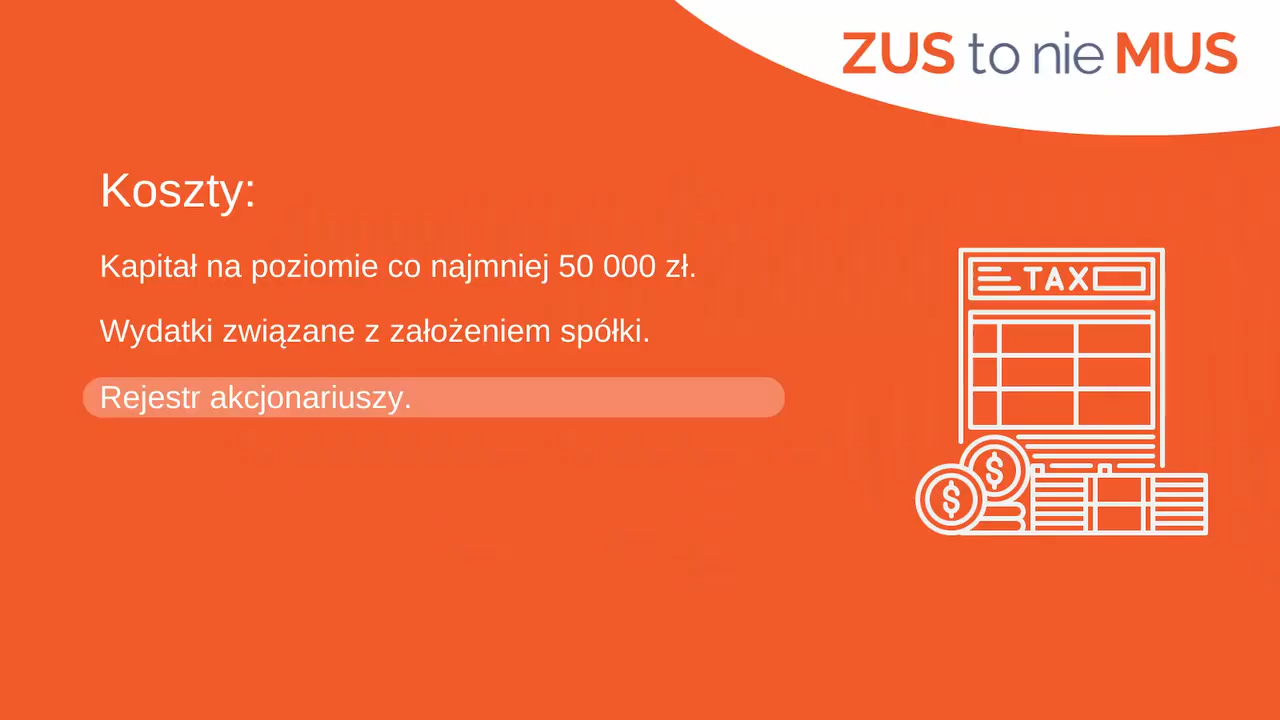 ZUS to nie MUS
Koszty:
Kapitał na poziomie co najmniej 50 000 zł.
Wydatki związane z założeniem spółki.
Rejestr akcjonariuszy.
TAX
$
$